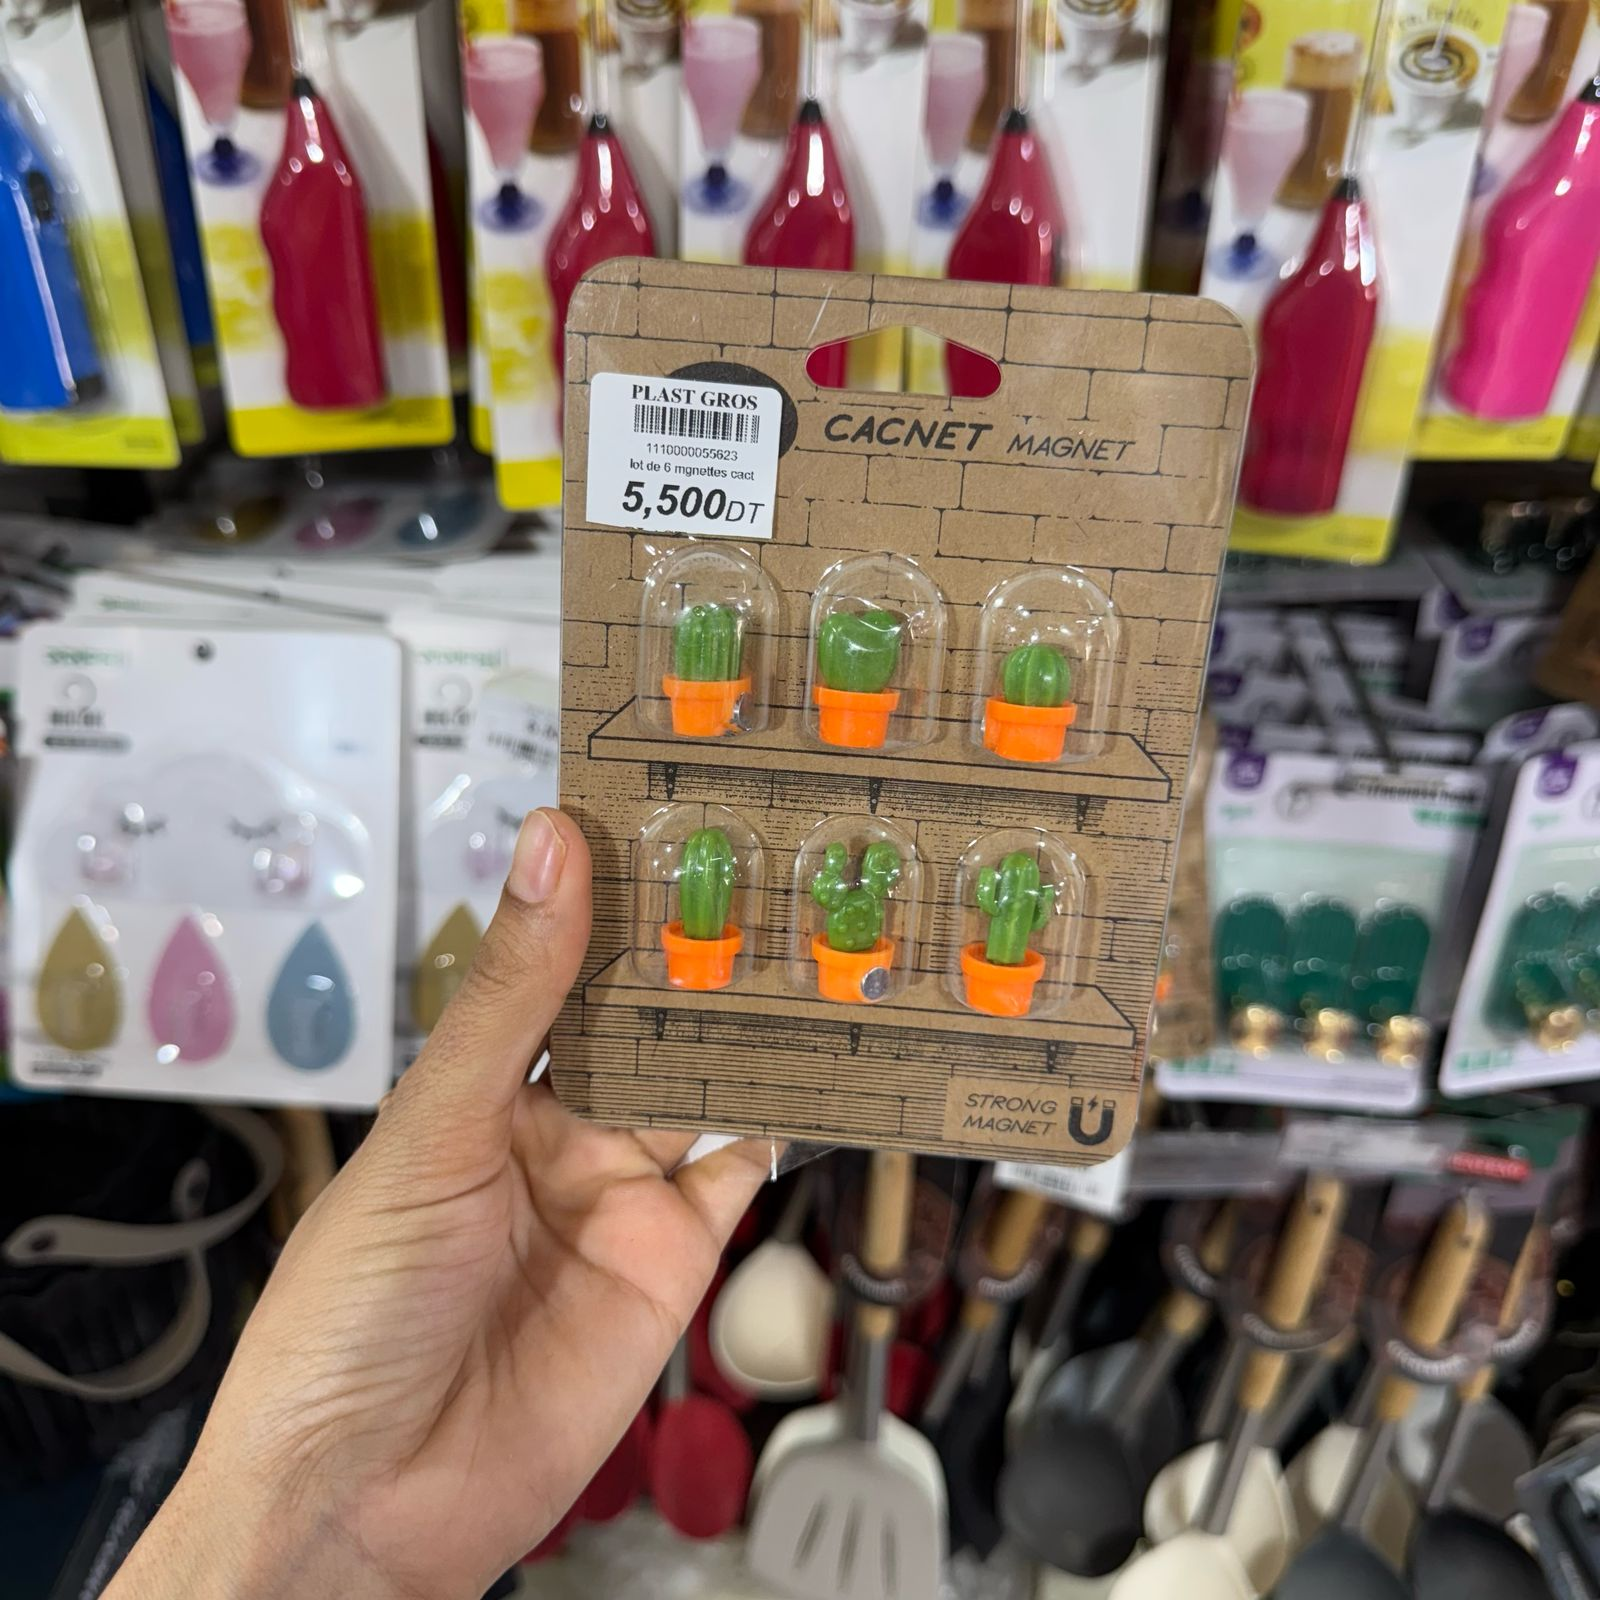 PLAST GROS
1110000055623
lot de 6 mgnettes cact
5,500DT
CACNET MAGNET
STRONG
MAGNET